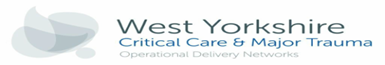 West Yorkshire
Critical Care & Major Trauma
Operational Delivery Networks